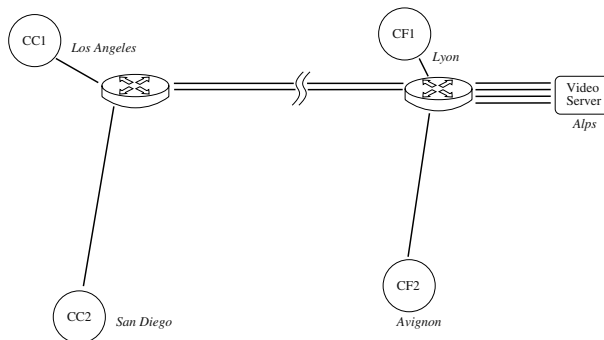 CC1
Los Angeles
CF1
Lyon
Video
Server
Alps
CC2
San Diego
CF2
Avignon